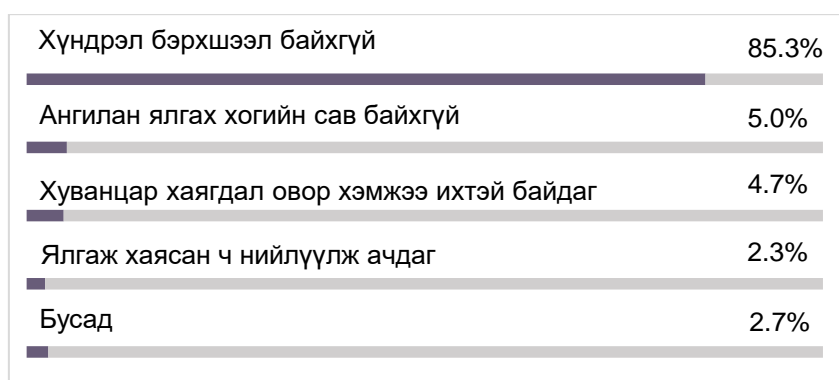 Хүндрэл бэрхшээл байхгүй 85.3%
Ангилан ялгах хогийн сав байхгүй 5.0%
Хуванцар хаягдал овор хэмжээ ихтэй байдаг 4.7%
Ялгаж хаясан ч нийлүүлж ачдаг 2.3%
Бусад 2.7%